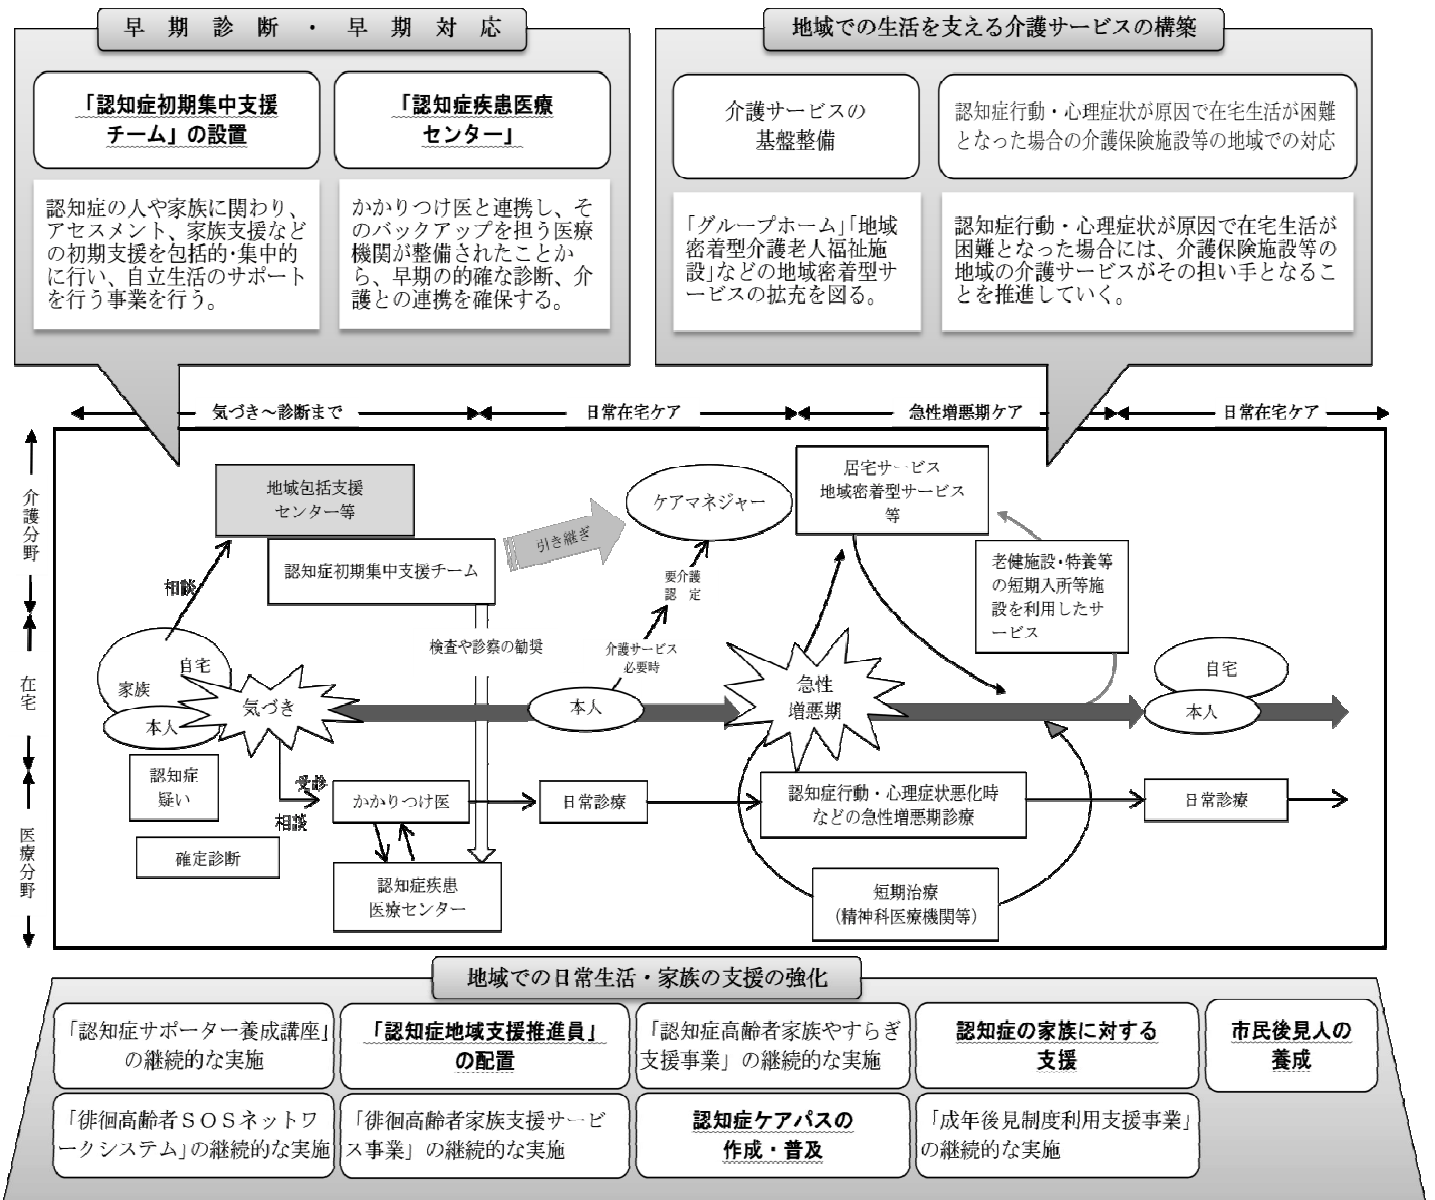 早期診断・早期対応
「認知症初期集中支援
チーム」の設置
「認知症疾患医療
センター」
認知症の人や家族に関わり、
アセスメント、家族支援など
の初期支援を包括的・集中的
に行い、自立生活のサポート
を行う事業を行う。
かかりつけ医と連携し、そ
のバックアップを担う医療
機関が整備されたことか
ら、早期の的確な診断、介
護との連携を確保する。
地域での生活を支える介護サービスの構築
介護サービスの
基盤整備
認知症行動・心理症状が原因で在宅生活が困難
となった場合の介護保険施設等の地域での対応
「グループホーム」「地域
密着型介護老人福祉施
設」などの地域密着型サ
ービスの拡充を図る。
認知症行動・心理症状が原因で在宅生活が
困難となった場合には、介護保険施設等の
地域の介護サービスがその担い手となるこ
とを推進していく。
気づき～診断まで
日常在宅ケア
急性増悪期ケア
日常在宅ケア
介護分野
在宅
医療分野
地域包括支援
センター等
認知症初期集中支援チーム
引き継ぎ
ケアマネジャー
居宅サービス
地域密着型サービス
等
老健施設・特養等
の短期入所等施
設を利用したサ
ービス
相談
要介護
認 定
検査や診察の勧奨
介護サービス
必要時
自宅
家族
本人
気づき
本人
急性
増悪期
自宅
本人
認知症
疑い
受診
相談
かかりつけ医
日常診療
認知症行動・心理症状悪化時
などの急性増悪期診療
日常診療
確定診断
認知症疾患
医療センター
短期治療
（精神科医療機関等）
地域での日常生活・家族の支援の強化
「認知症サポーター養成講座」
の継続的な実施
「認知症地域支援推進員」
の配置
「認知症高齢者家族やすらぎ
支援事業」の継続的な実施
認知症の家族に対する
支援
市民後見人の
養成
「徘徊高齢者ＳＯＳネットワ
ークシステム」の継続的な実施
「徘徊高齢者家族支援サービ
ス事業」の継続的な実施
認知症ケアパスの
作成・普及
「成年後見制度利用支援事業」
の継続的な実施